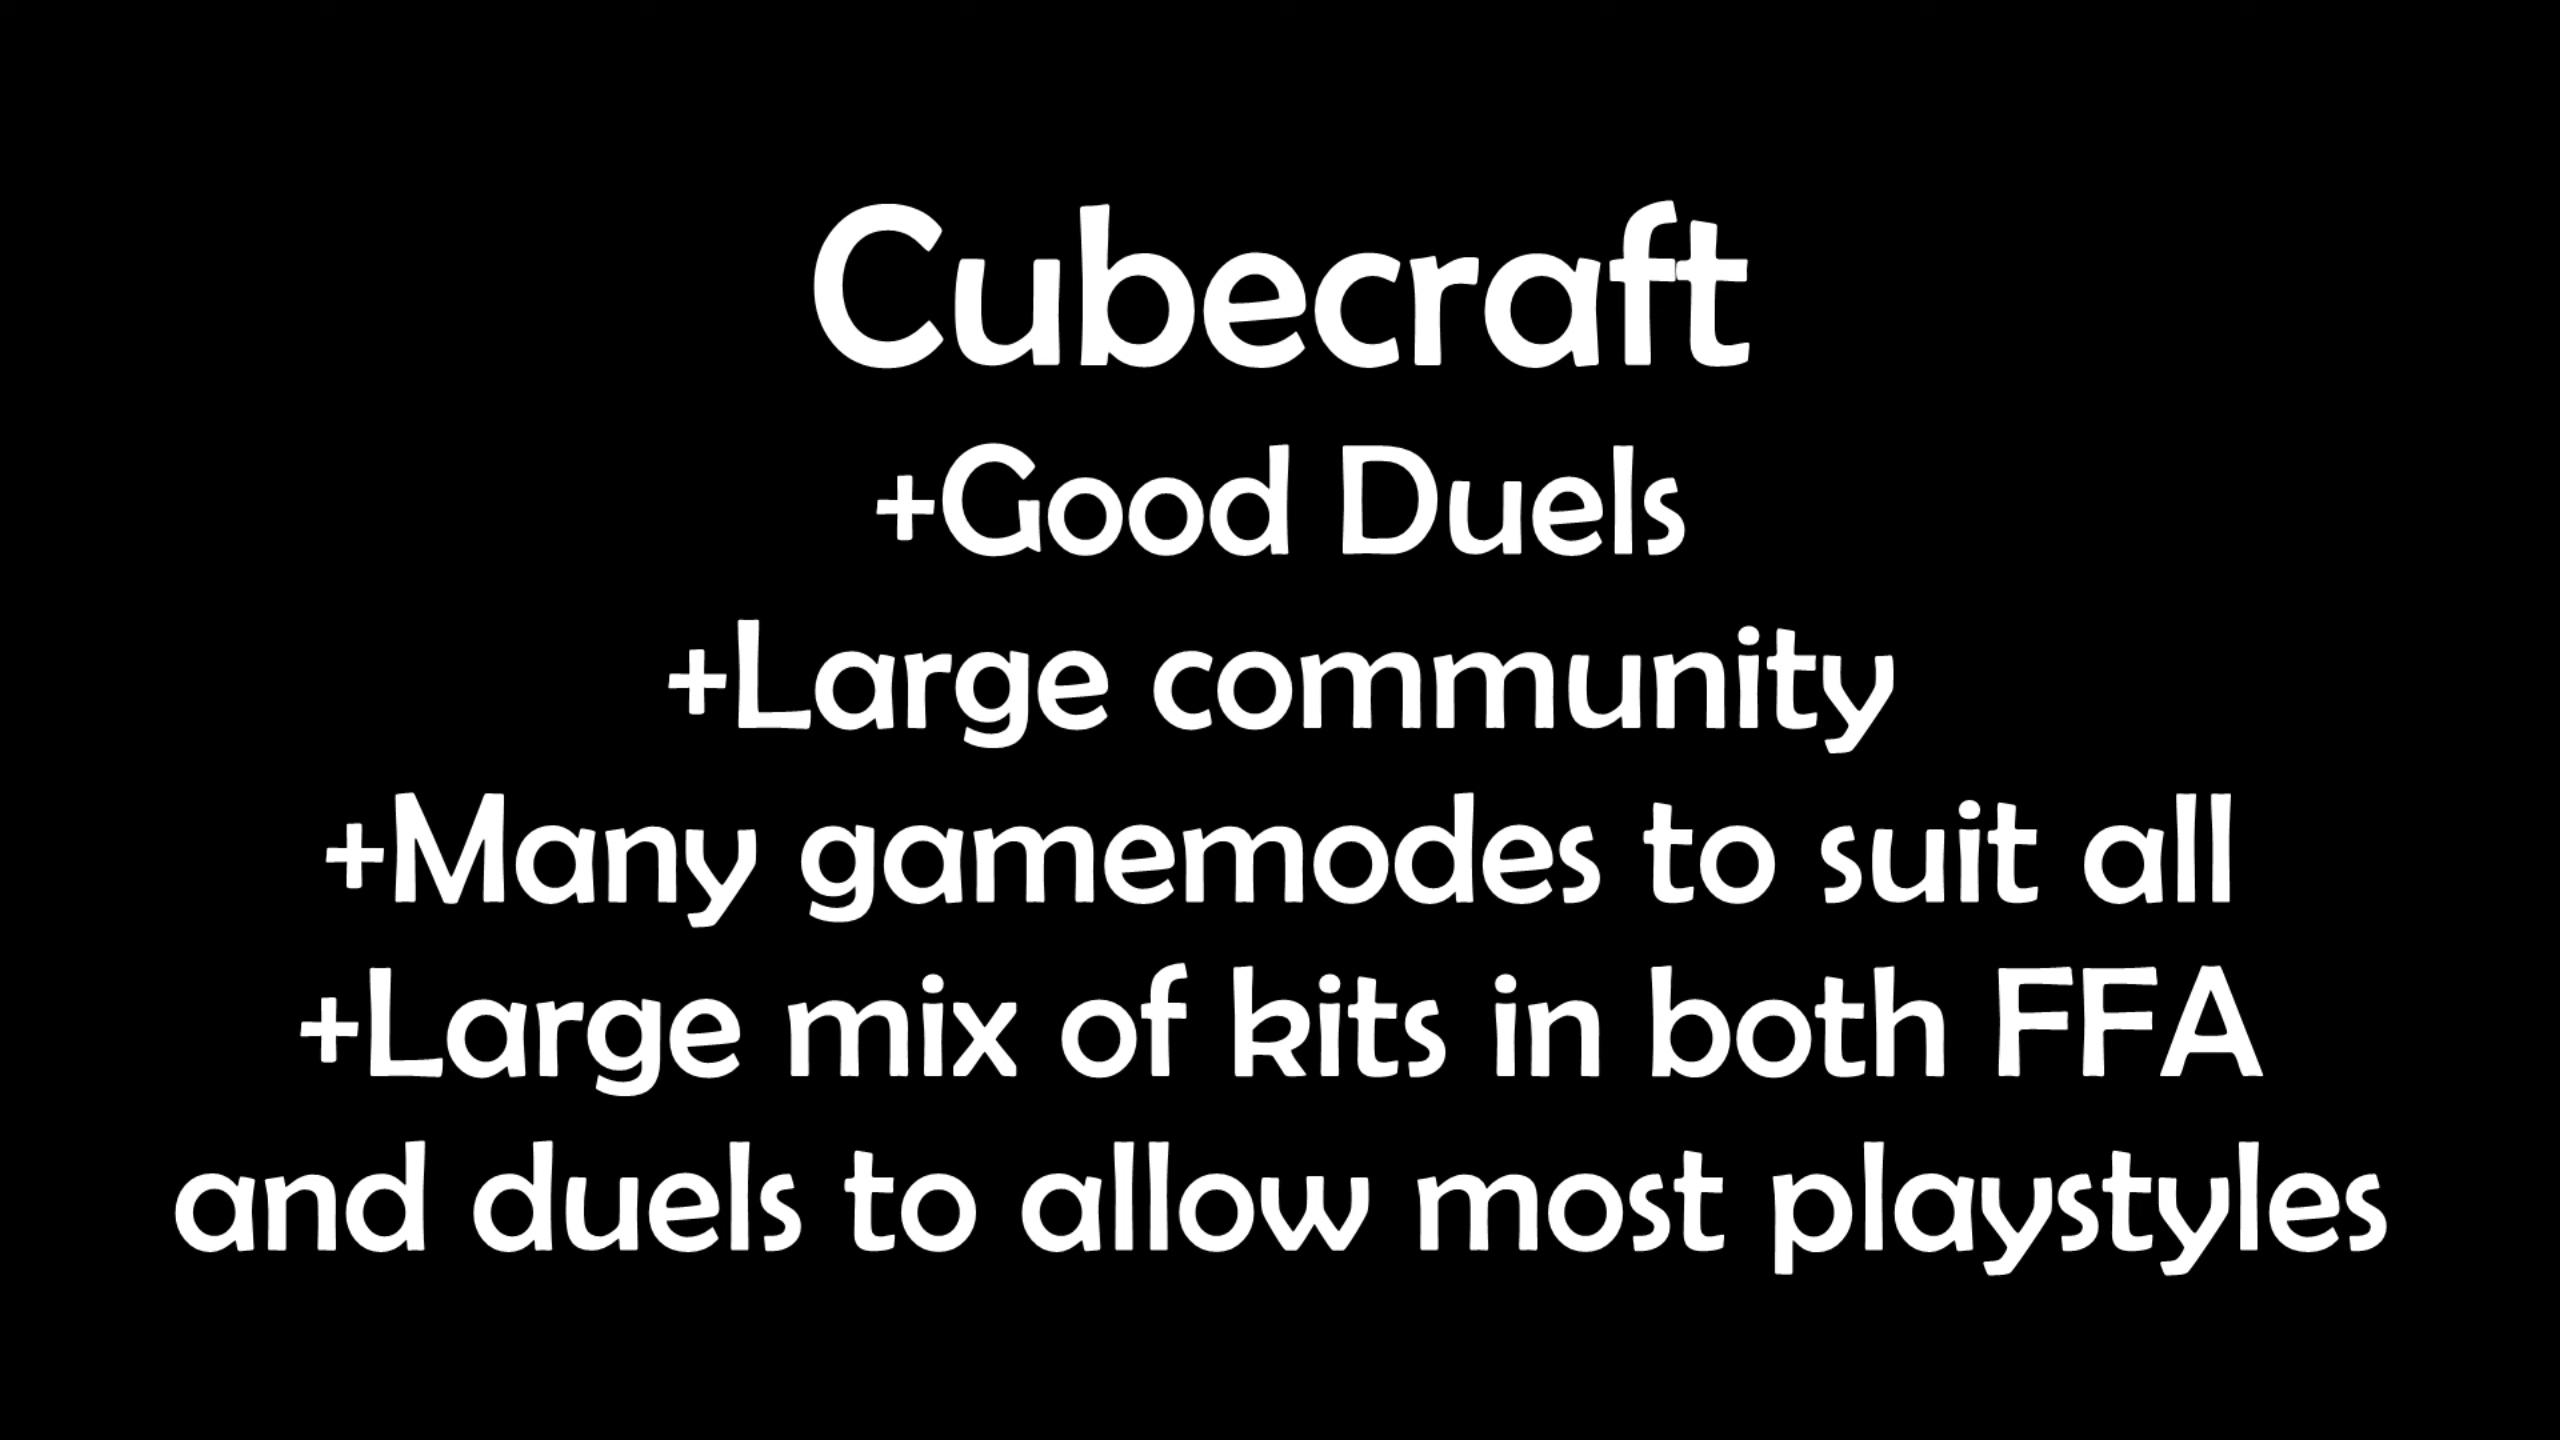 Cubecraft
+Good Duels
+Large community
+Many gamemodes to suit all
+Large mix of kits in both FFA
and duels to allow most playstyles